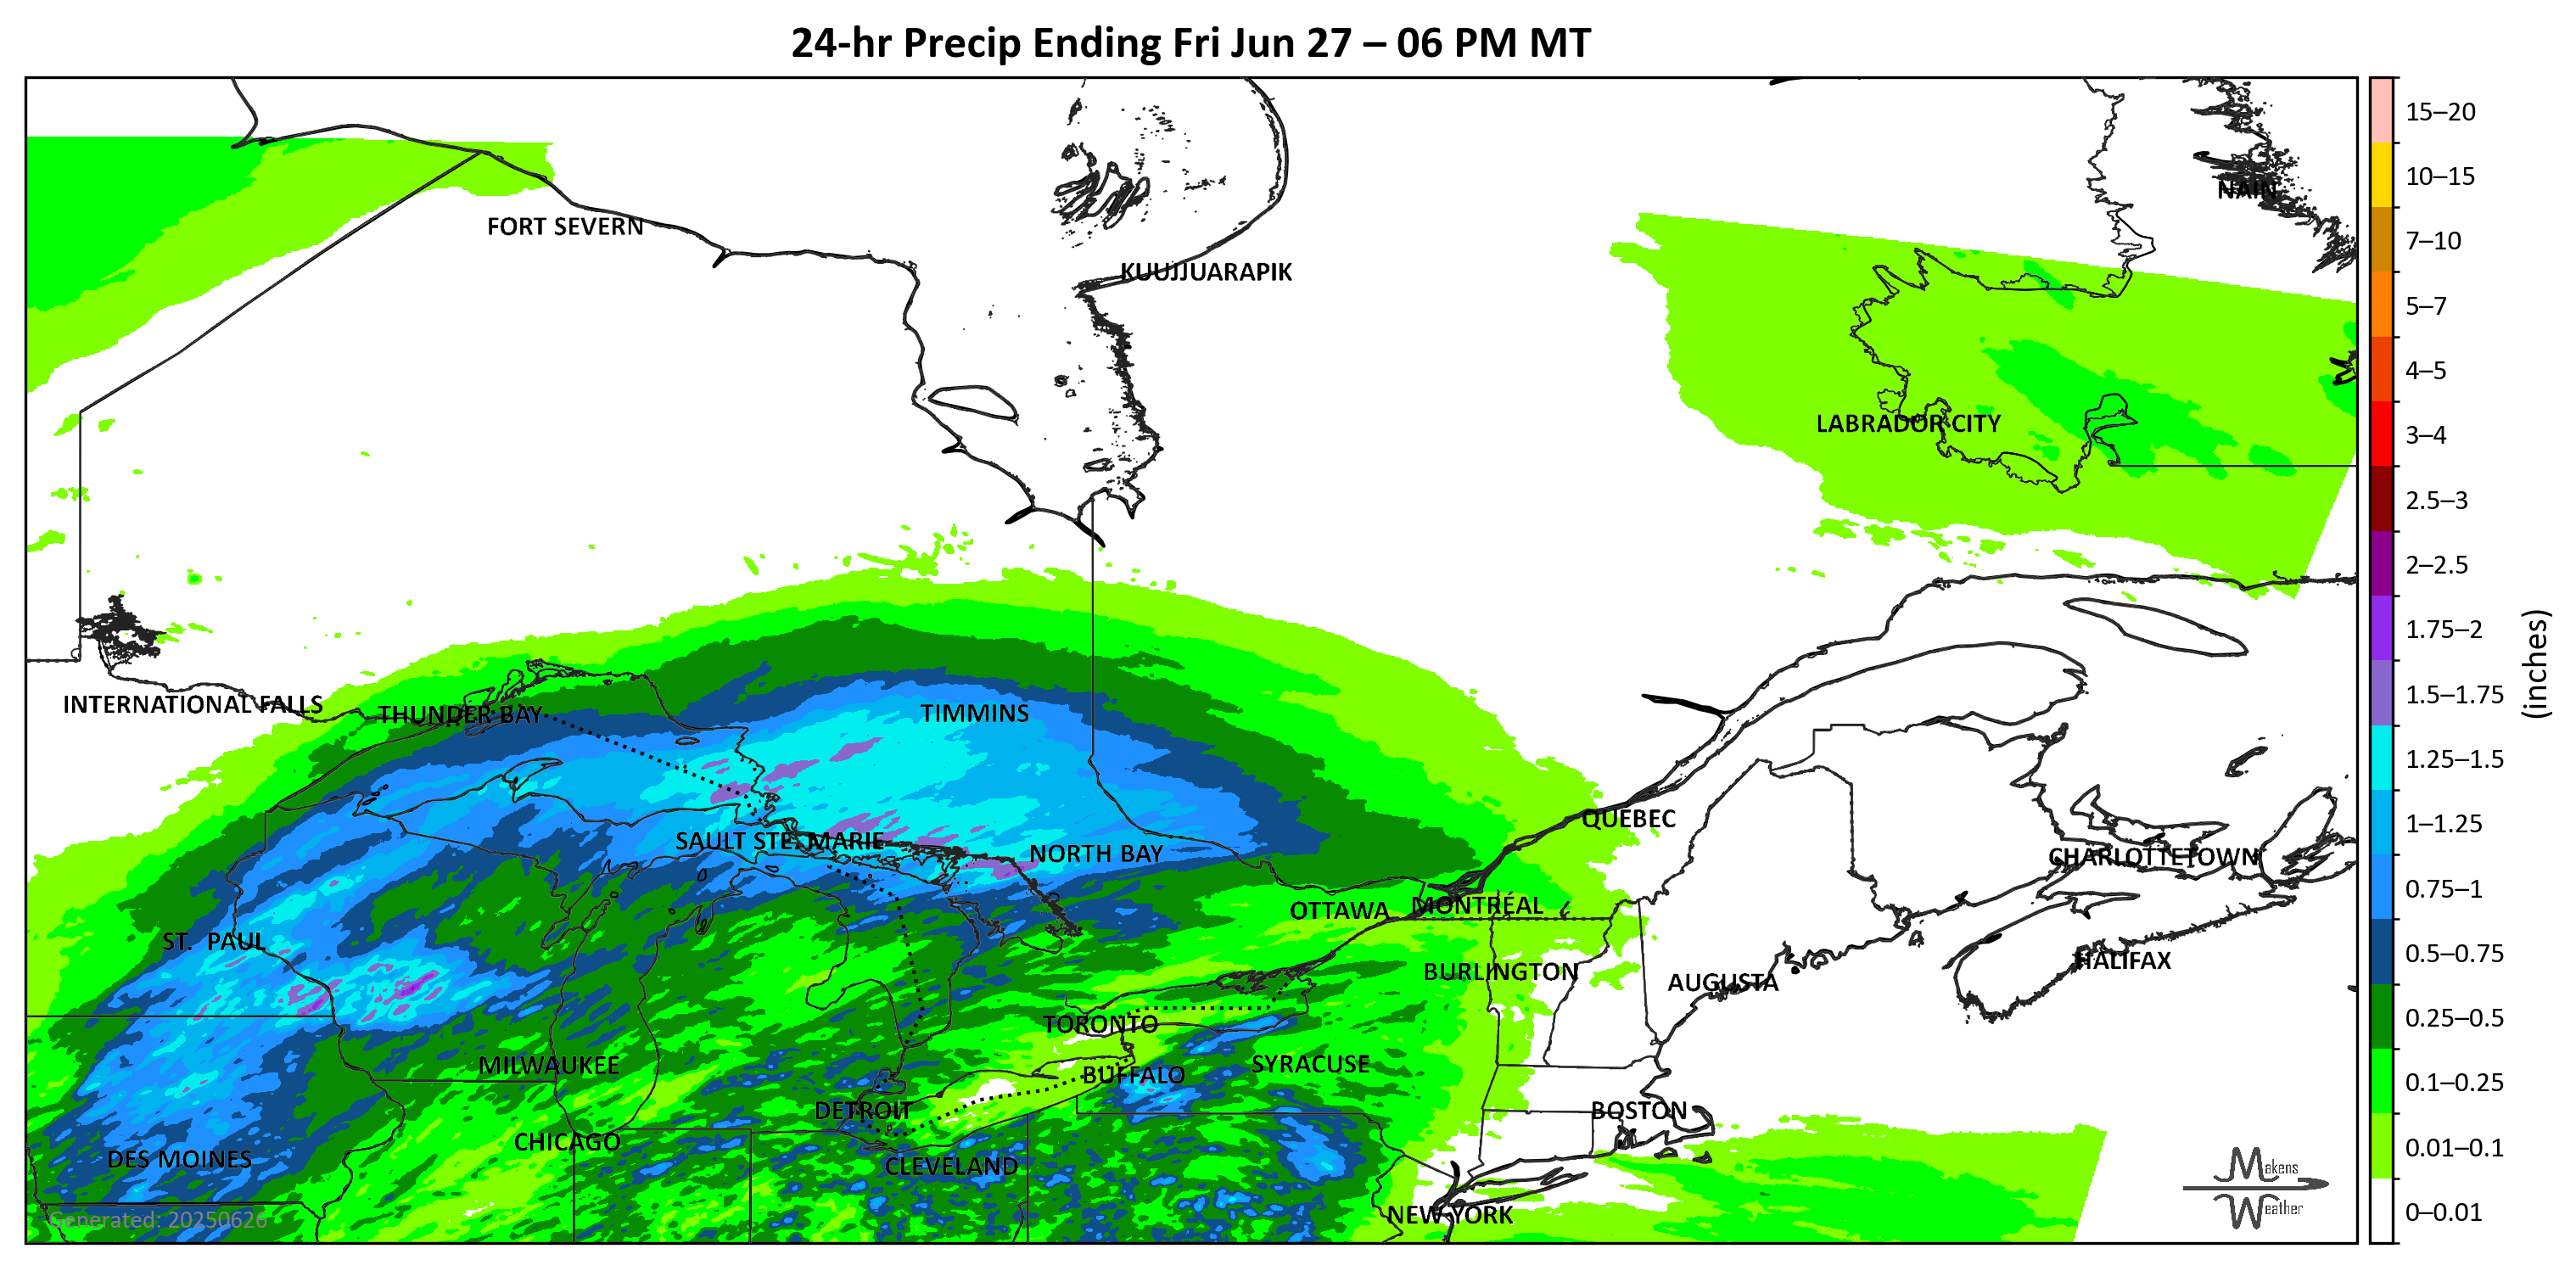 24-hr Precip Ending Fri Jun 27 – 06 PM MT
15–20
10–15
7–10
5–7
4–5
3–4
2.5–3
2–2.5
1.75–2
1.5–1.75
1.25–1.5
1–1.25
0.75–1
0.5–0.75
0.25–0.5
0.1–0.25
0.01–0.1
0–0.01
(inches)
NAIN
FORT SEVERN
KUUJJUARAPIK
LABRADOR CITY
INTERNATIONAL FALLS
THUNDER BAY
TIMMINS
QUEBEC
SAULT STE. MARIE
NORTH BAY
CHARLOTTETOWN
OTTAWA
MONTRÉAL
ST. PAUL
HALIFAX
BURLINGTON
AUGUSTA
TORONTO
MILWAUKEE
SYRACUSE
BUFFALO
DETROIT
BOSTON
CHICAGO
DES MOINES
CLEVELAND
NEW YORK
Generated: 20250626
Makens
Weather